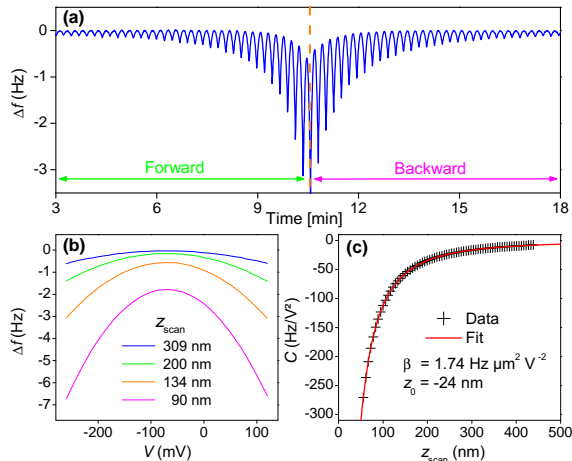 (a)
0
-1
-2
-3
Δf (Hz)
Forward
Backward
3
6
9
12
15
18
Time [min]
(b)
0
-1
-2
-3
-4
-5
-6
-7
Δf (Hz)
z_scan
309 nm
200 nm
134 nm
90 nm
-200
-100
0
100
V (mV)
(c)
0
-50
-100
-150
-200
-250
-300
C (Hz/V²)
Data
Fit
β = 1.74 Hz μm² V⁻²
z₀ = -24 nm
0
100
200
300
400
500
z_scan (nm)